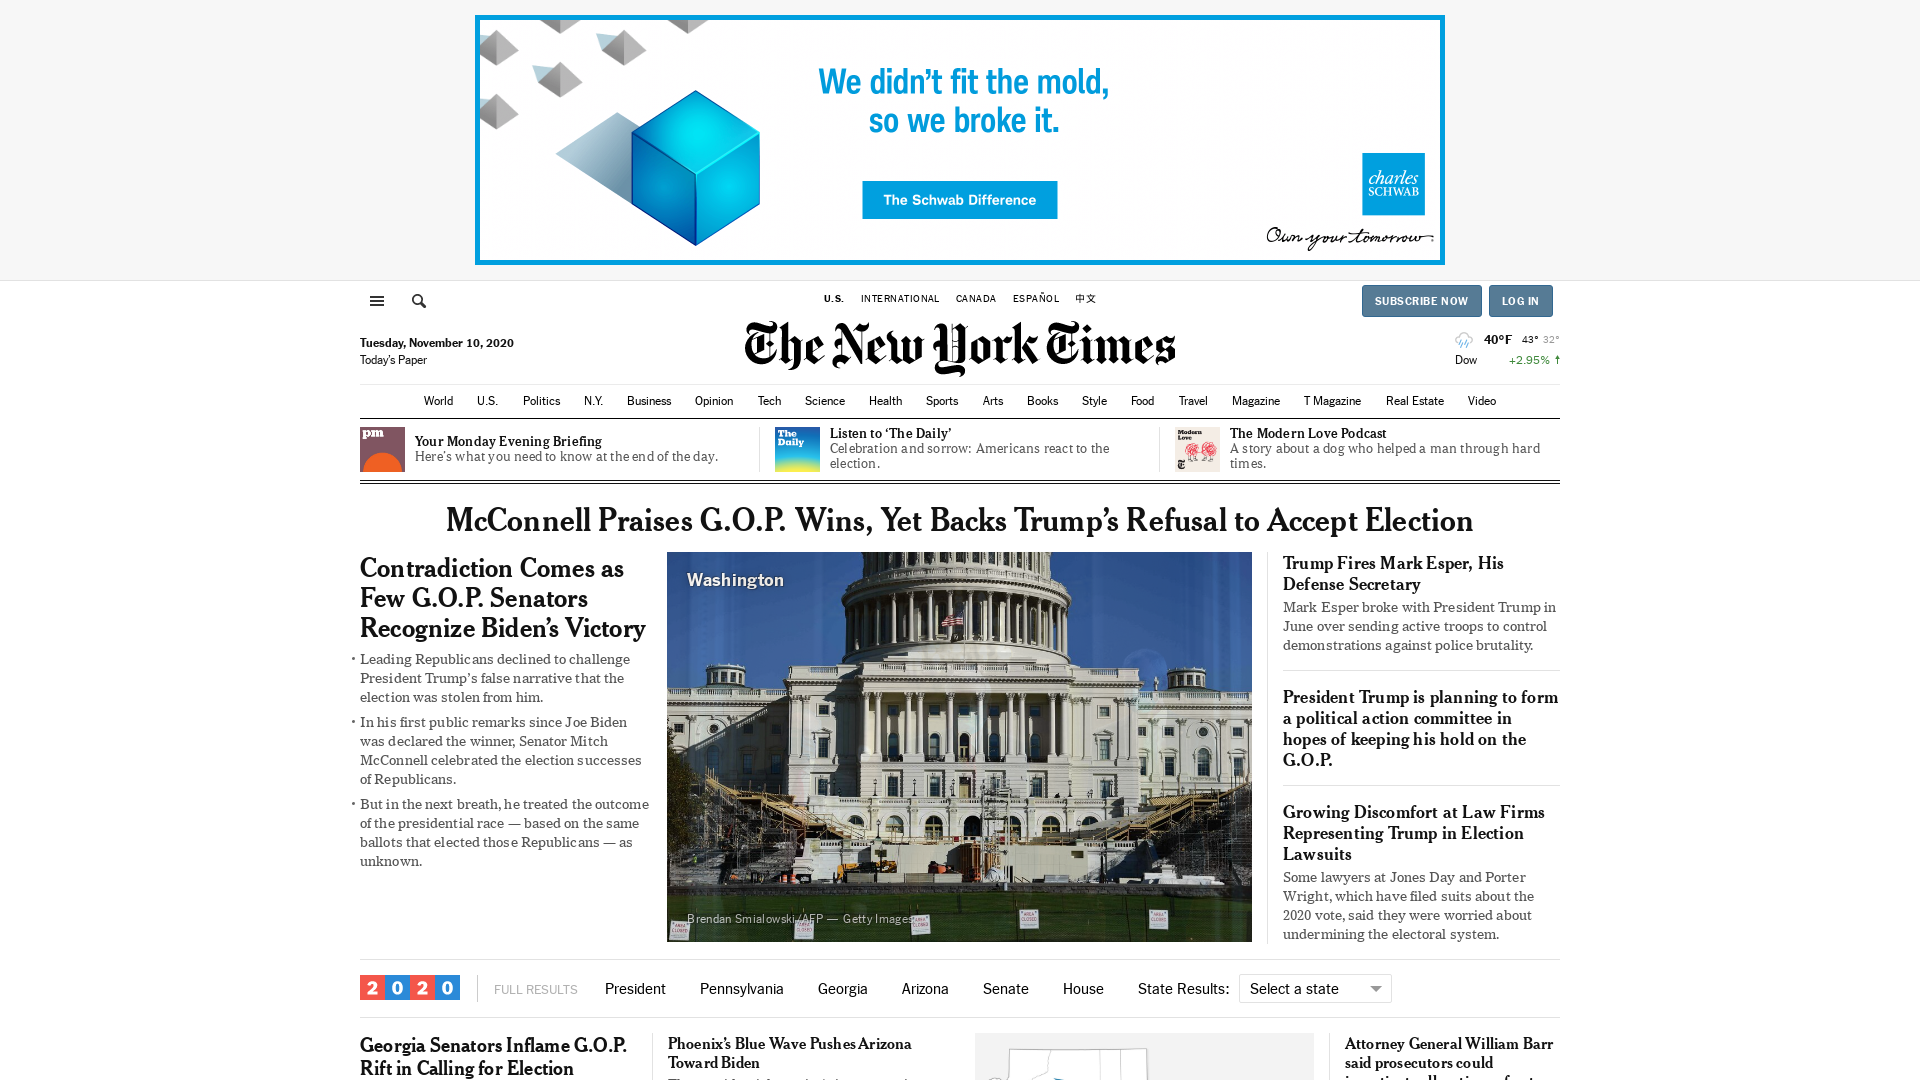 We didn't fit the mold,
so we broke it.
The Schwab Difference
charles
SCHWAB
Own your tomorrow.
U.S. INTERNATIONAL CANADA ESPAÑOL 中文
SUBSCRIBE NOW LOG IN
Tuesday, November 10, 2020
Today's Paper
The New York Times
40°F 43° 32°
Dow +2.95% ↑
World U.S. Politics N.Y. Business Opinion Tech Science Health Sports Arts Books Style Food Travel Magazine T Magazine Real Estate Video
pm
Your Monday Evening Briefing
Here's what you need to know at the end of the day.
The
Daily
Listen to ‘The Daily’
Celebration and sorrow: Americans react to the
election.
Modern
Love
The Modern Love Podcast
A story about a dog who helped a man through hard
times.
McConnell Praises G.O.P. Wins, Yet Backs Trump’s Refusal to Accept Election
Contradiction Comes as
Few G.O.P. Senators
Recognize Biden’s Victory
• Leading Republicans declined to challenge
President Trump’s false narrative that the
election was stolen from him.
• In his first public remarks since Joe Biden
was declared the winner, Senator Mitch
McConnell celebrated the election successes
of Republicans.
• But in the next breath, he treated the outcome
of the presidential race — based on the same
ballots that elected those Republicans — as
unknown.
Washington
Brendan Smialowski/AFP — Getty Images
AREA
CLOSED
AREA
CLOSED
AREA
CLOSED
AREA
CLOSED
AREA
CLOSED
Trump Fires Mark Esper, His
Defense Secretary
Mark Esper broke with President Trump in
June over sending active troops to control
demonstrations against police brutality.
President Trump is planning to form
a political action committee in
hopes of keeping his hold on the
G.O.P.
Growing Discomfort at Law Firms
Representing Trump in Election
Lawsuits
Some lawyers at Jones Day and Porter
Wright, which have filed suits about the
2020 vote, said they were worried about
undermining the electoral system.
2020 FULL RESULTS President Pennsylvania Georgia Arizona Senate House State Results: Select a state
Georgia Senators Inflame G.O.P.
Rift in Calling for Election
Phoenix’s Blue Wave Pushes Arizona
Toward Biden
Attorney General William Barr
said prosecutors could